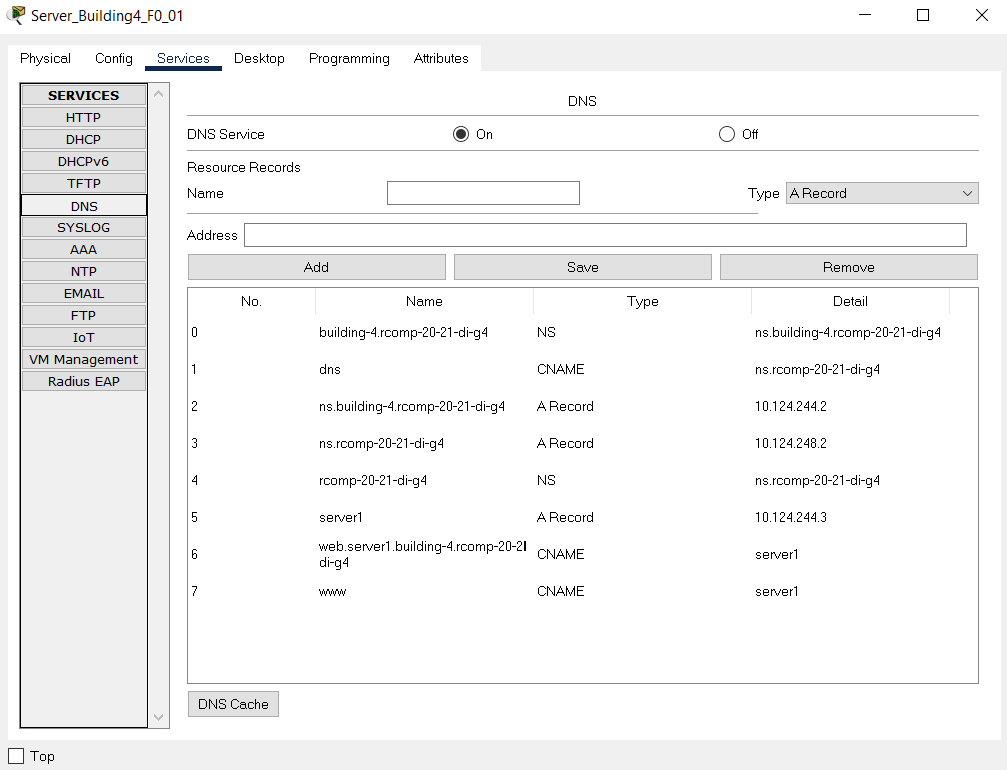 Server_Building4_F0_01
Physical Config Services Desktop Programming Attributes
SERVICES
HTTP
DHCP
DHCPv6
TFTP
DNS
SYSLOG
AAA
NTP
EMAIL
FTP
IoT
VM Management
Radius EAP
DNS
DNS Service On Off
Resource Records
Name Type A Record
Address
Add Save Remove
No. Name Type Detail
0 building-4.rcomp-20-21-di-g4 NS ns.building-4.rcomp-20-21-di-g4
1 dns CNAME ns.rcomp-20-21-di-g4
2 ns.building-4.rcomp-20-21-di-g4 A Record 10.124.244.2
3 ns.rcomp-20-21-di-g4 A Record 10.124.248.2
4 rcomp-20-21-di-g4 NS ns.rcomp-20-21-di-g4
5 server1 A Record 10.124.244.3
6 web.server1.building-4.rcomp-20-21
di-g4 CNAME server1
7 www CNAME server1
DNS Cache
Top